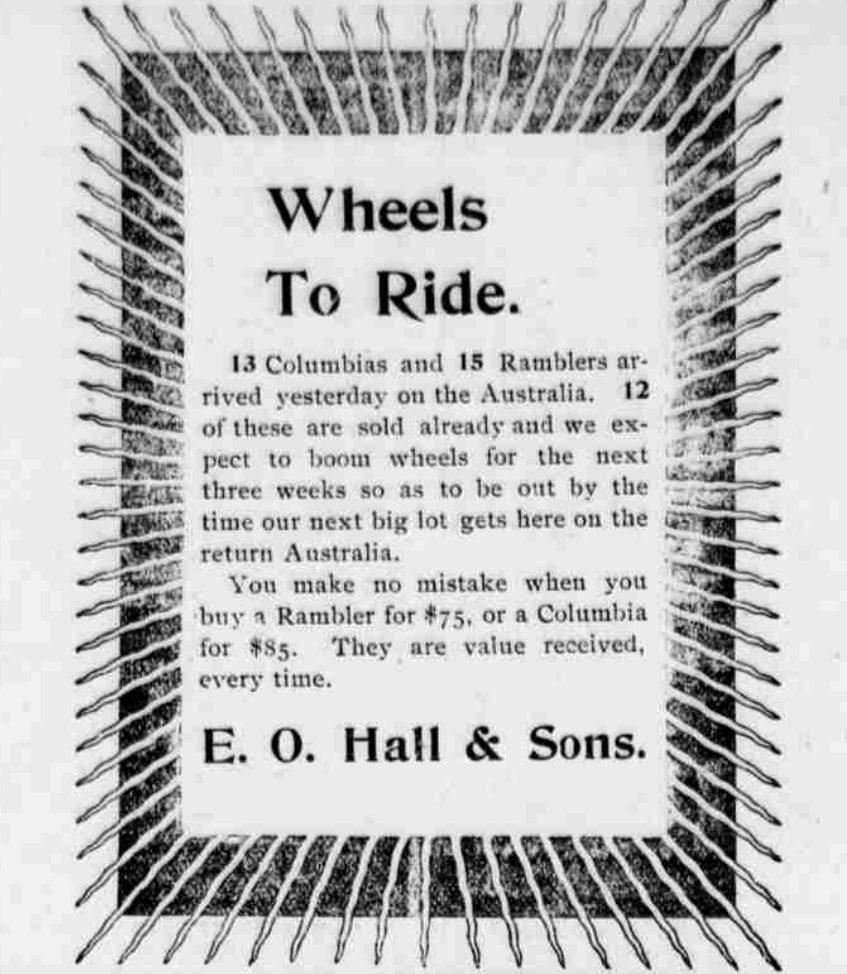 Wheels
To Ride.
13 Columbias and 15 Ramblers ar-
rived yesterday on the Australia. 12
of these are sold already and we ex-
pect to boom wheels for the next
three weeks so as to be out by the
time our next big lot gets here on the
return Australia.
You make no mistake when you
buy a Rambler for $75, or a Columbia
for $85. They are value received,
every time.
E. O. Hall & Sons.